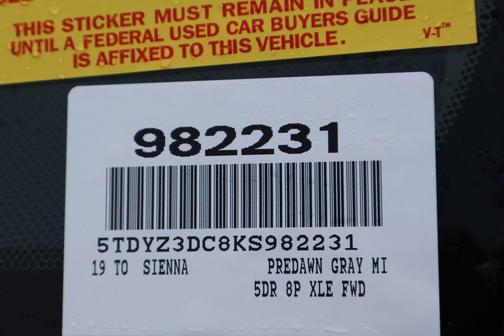 THIS STICKER MUST REMAIN IN PLACE
UNTIL A FEDERAL USED CAR BUYERS GUIDE
IS AFFIXED TO THIS VEHICLE.
V-T™
982231
5TDYZ3DC8KS982231
19 TO SIENNA PREDAWN GRAY MI
5DR 8P XLE FWD